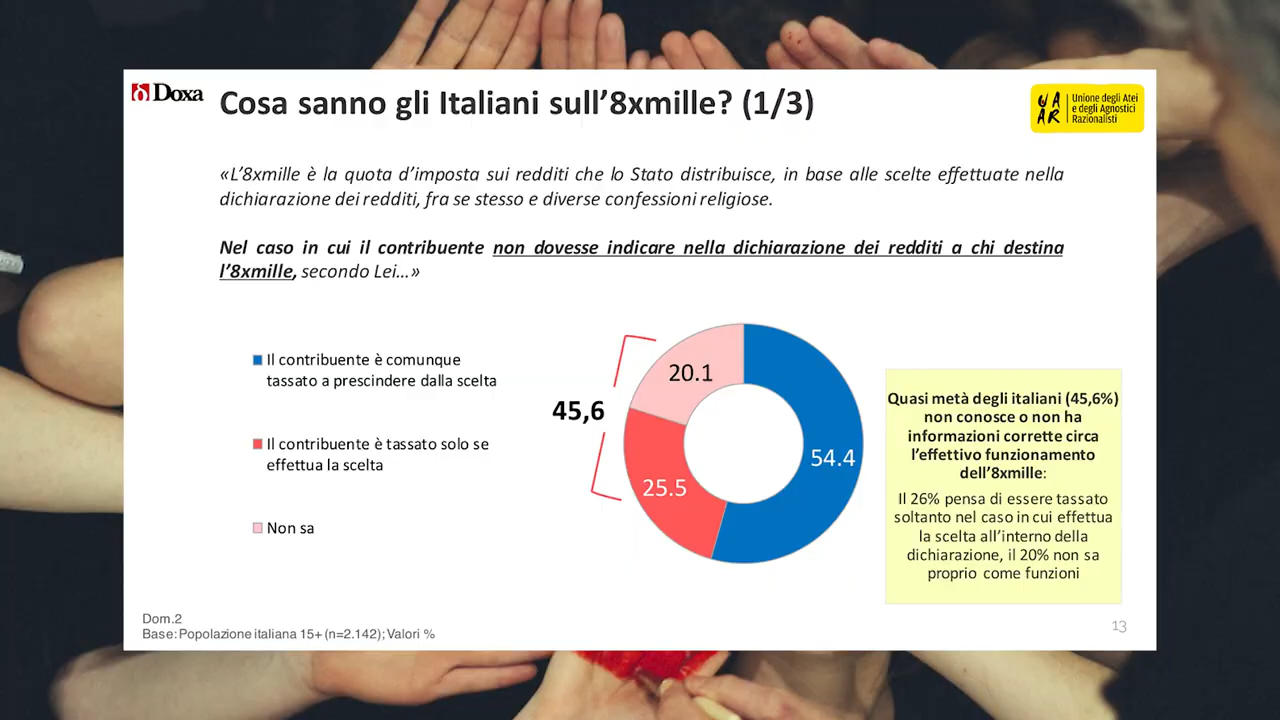 Doxa
Cosa sanno gli Italiani sull’8xmille? (1/3)
UAAR
Unione degli Atei
e degli Agnostici
Razionalisti
«L’8xmille è la quota d’imposta sui redditi che lo Stato distribuisce, in base alle scelte effettuate nella
dichiarazione dei redditi, fra se stesso e diverse confessioni religiose.
Nel caso in cui il contribuente non dovesse indicare nella dichiarazione dei redditi a chi destina
l’8xmille, secondo Lei…»
Il contribuente è comunque
tassato a prescindere dalla scelta
Il contribuente è tassato solo se
effettua la scelta
Non sa
45,6
20.1
25.5
54.4
Quasi metà degli italiani (45,6%)
non conosce o non ha
informazioni corrette circa
l’effettivo funzionamento
dell’8xmille:
Il 26% pensa di essere tassato
soltanto nel caso in cui effettua
la scelta all’interno della
dichiarazione, il 20% non sa
proprio come funzioni
Dom.2
Base: Popolazione italiana 15+ (n=2.142); Valori %
13